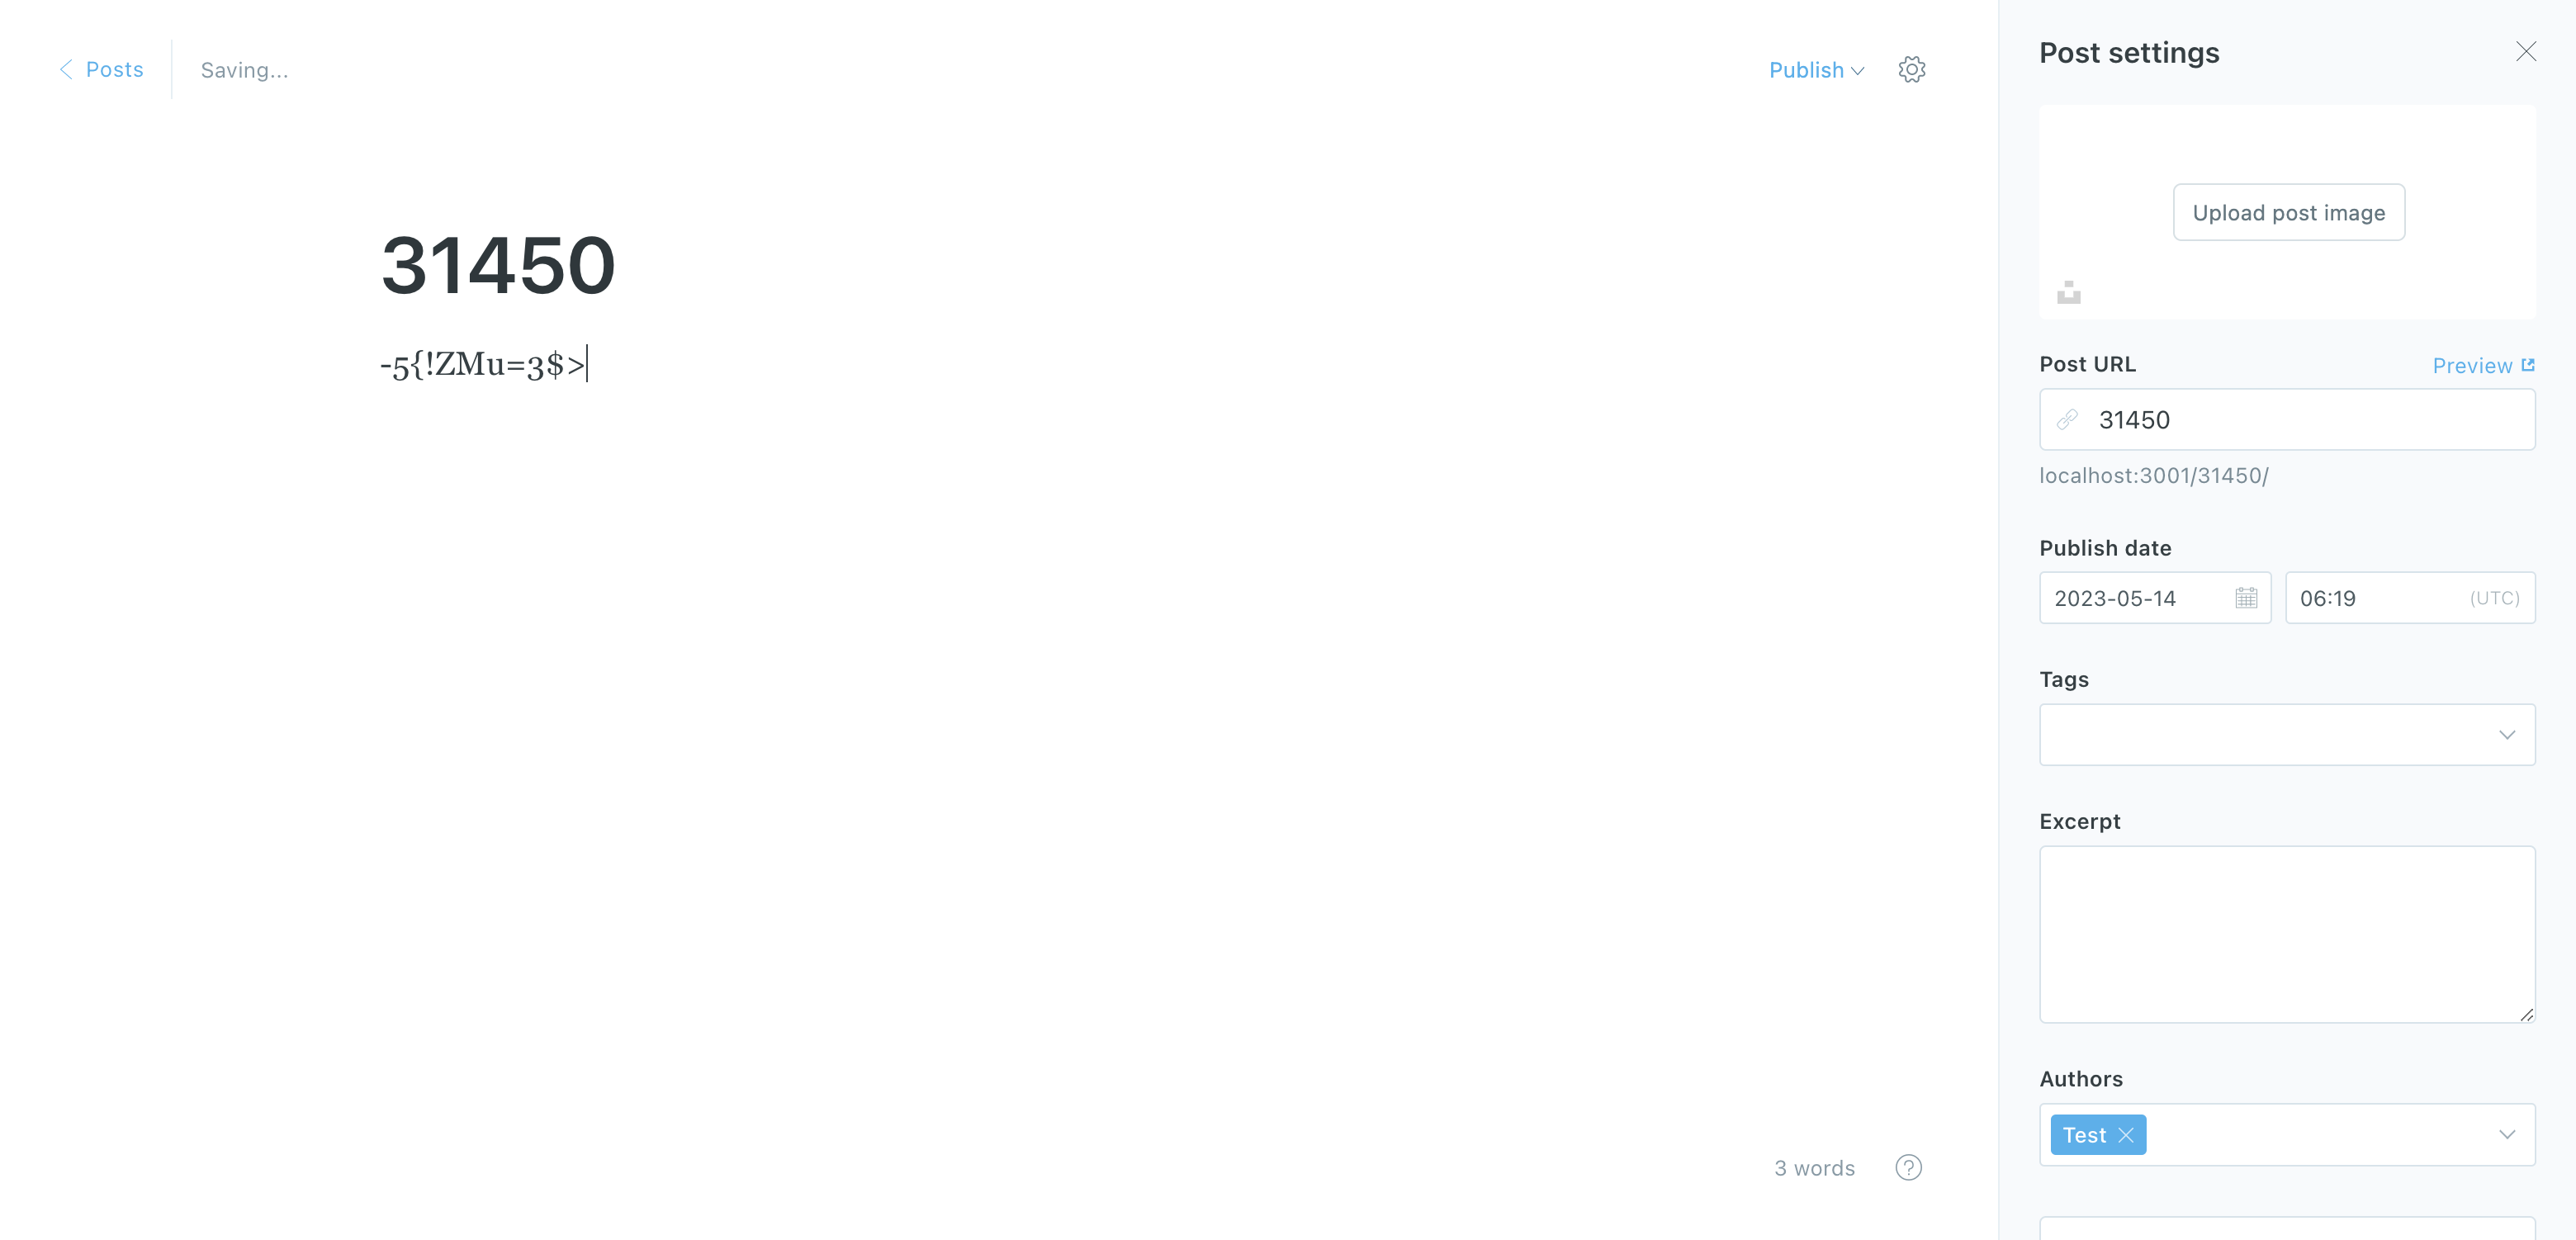 Posts
Saving...
Publish
31450
-5{!ZMu=3$>
3 words
?
Post settings
Upload post image
Post URL
Preview
31450
localhost:3001/31450/
Publish date
2023-05-14
06:19 (UTC)
Tags
Excerpt
Authors
Test